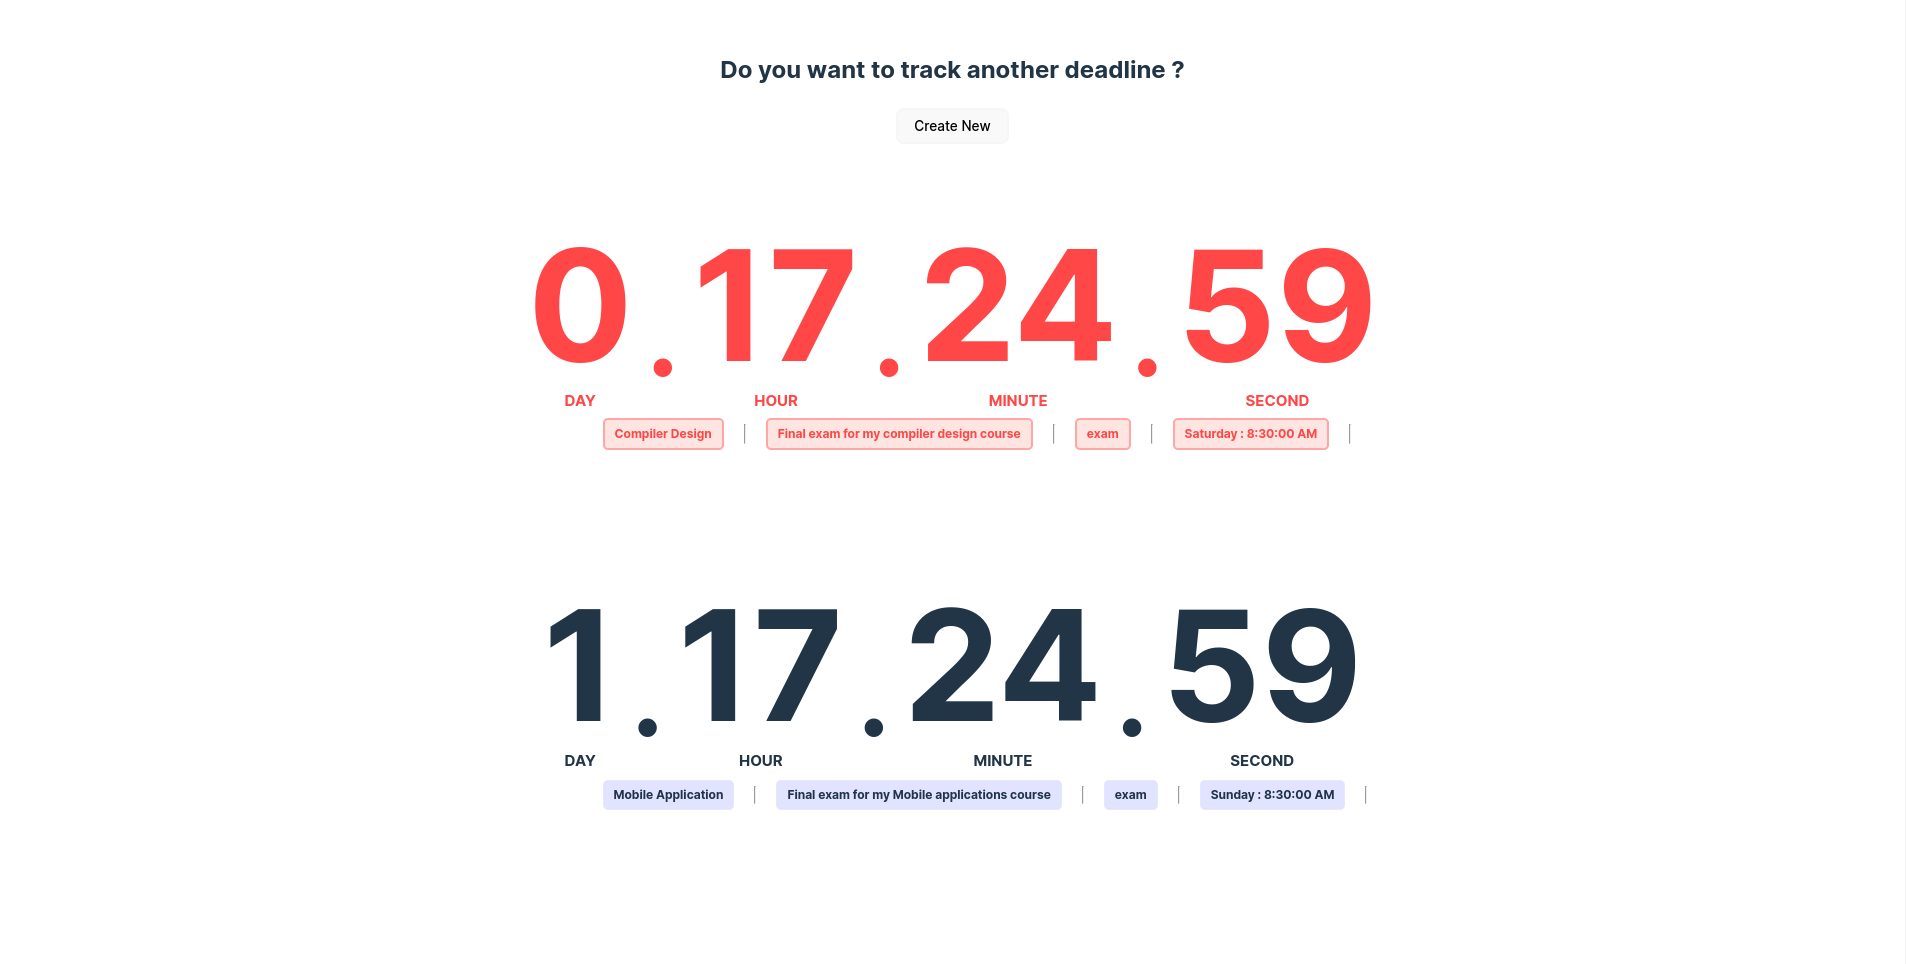 Do you want to track another deadline ?
Create New
0 . 17 . 24 . 59
DAY HOUR MINUTE SECOND
Compiler Design | Final exam for my compiler design course | exam | Saturday : 8:30:00 AM |
1 . 17 . 24 . 59
DAY HOUR MINUTE SECOND
Mobile Application | Final exam for my Mobile applications course | exam | Sunday : 8:30:00 AM |